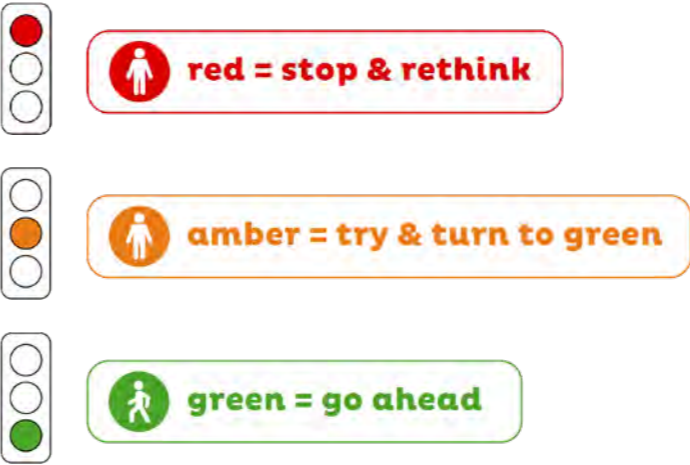 red = stop & rethink
amber = try & turn to green
green = go ahead